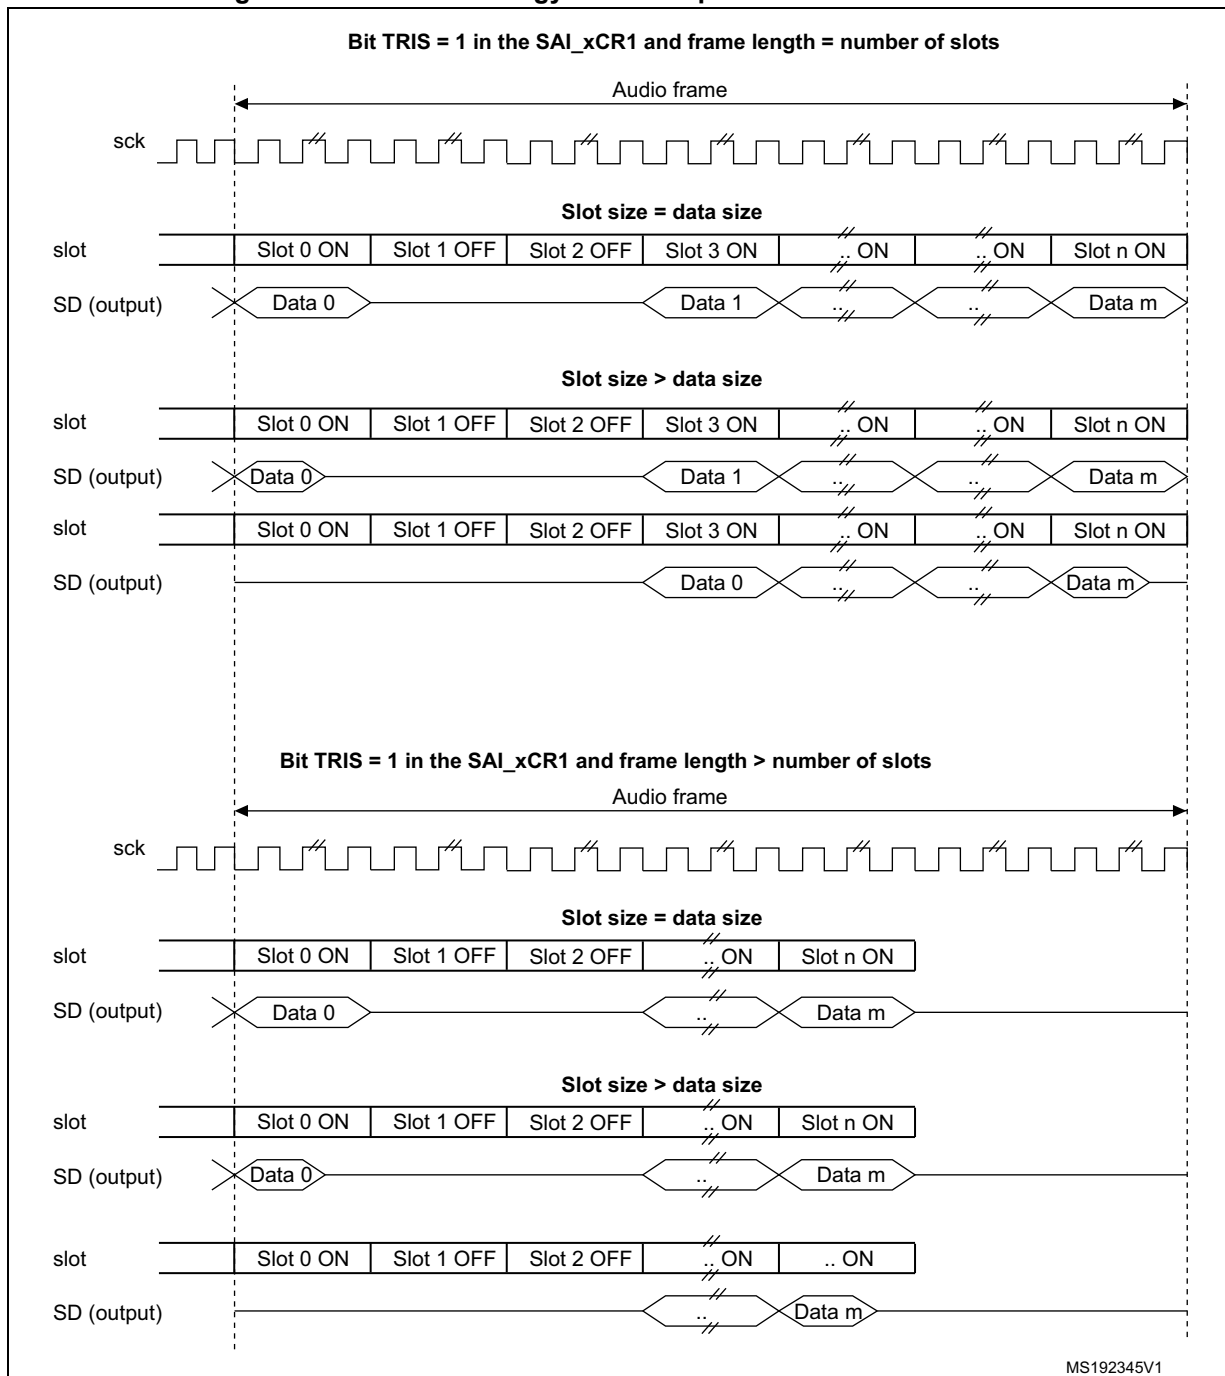 Bit TRIS = 1 in the SAI_xCR1 and frame length = number of slots
Audio frame
sck
Slot size = data size
slot Slot 0 ON Slot 1 OFF Slot 2 OFF Slot 3 ON .. ON .. ON Slot n ON
SD (output) Data 0 Data 1 .. .. Data m
Slot size > data size
slot Slot 0 ON Slot 1 OFF Slot 2 OFF Slot 3 ON .. ON .. ON Slot n ON
SD (output) Data 0 Data 1 .. .. Data m
slot Slot 0 ON Slot 1 OFF Slot 2 OFF Slot 3 ON .. ON .. ON Slot n ON
SD (output) Data 0 .. .. Data m
Bit TRIS = 1 in the SAI_xCR1 and frame length > number of slots
Audio frame
sck
Slot size = data size
slot Slot 0 ON Slot 1 OFF Slot 2 OFF .. ON Slot n ON
SD (output) Data 0 .. Data m
Slot size > data size
slot Slot 0 ON Slot 1 OFF Slot 2 OFF .. ON Slot n ON
SD (output) Data 0 .. Data m
slot Slot 0 ON Slot 1 OFF Slot 2 OFF .. ON .. ON
SD (output) .. Data m
MS192345V1